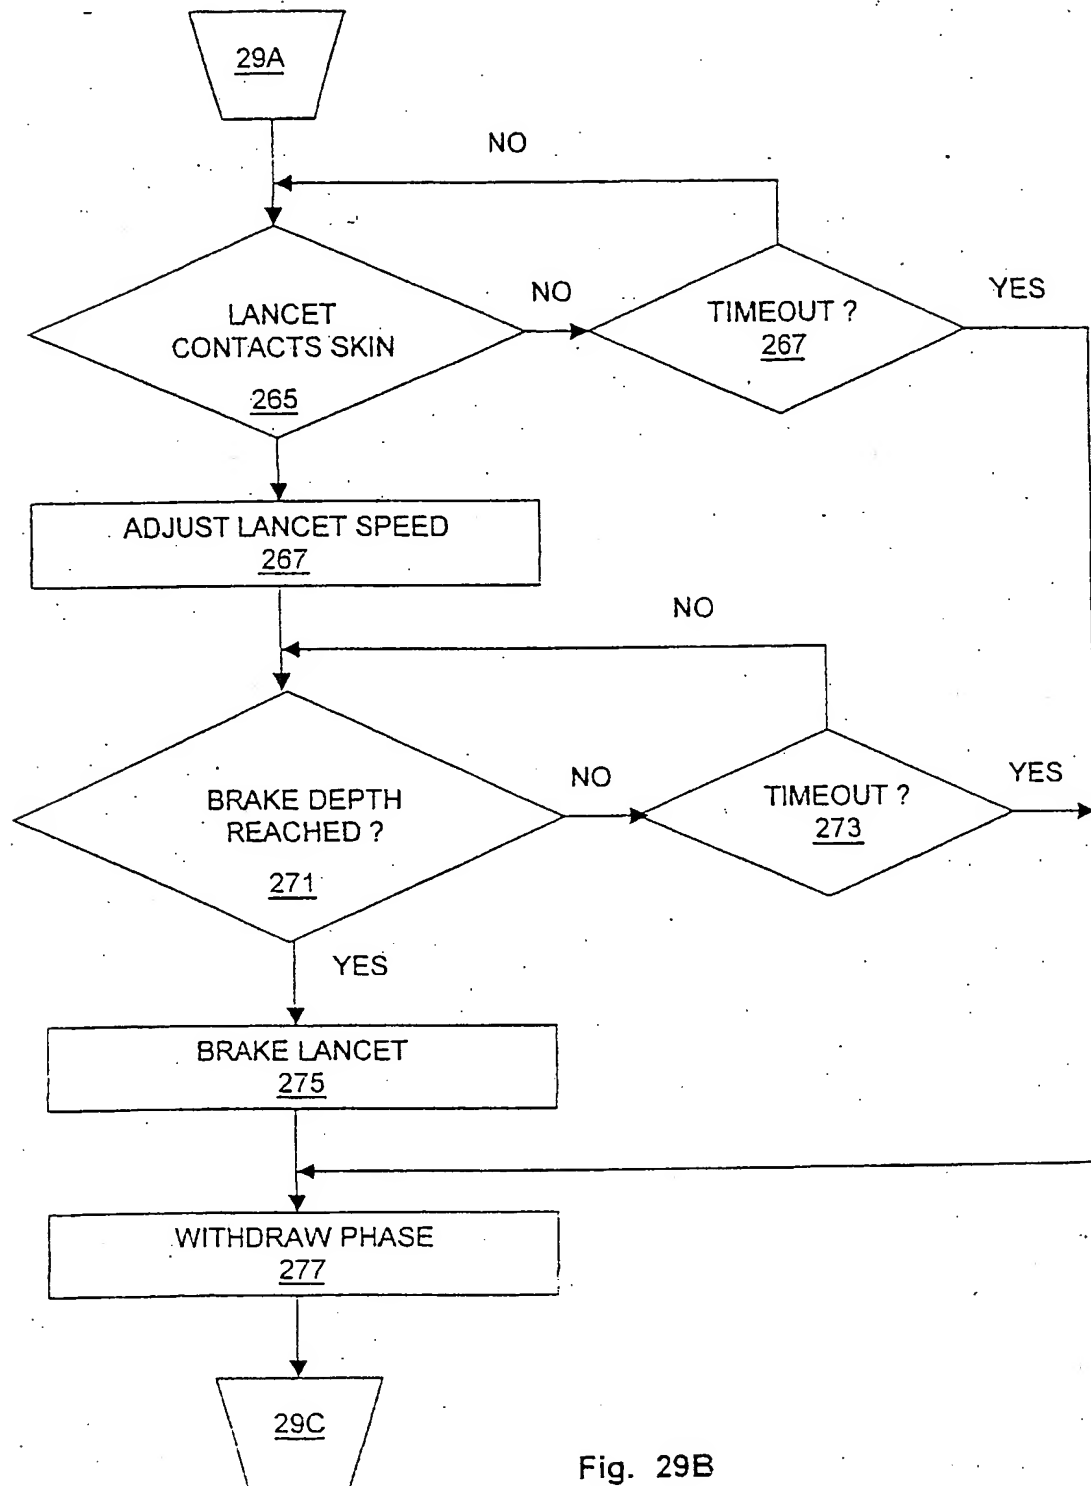 29A
NO
LANCET
CONTACTS SKIN
265
NO
TIMEOUT ?
267
YES
ADJUST LANCET SPEED
267
NO
BRAKE DEPTH
REACHED ?
271
NO
TIMEOUT ?
273
YES
YES
BRAKE LANCET
275
WITHDRAW PHASE
277
29C
Fig. 29B